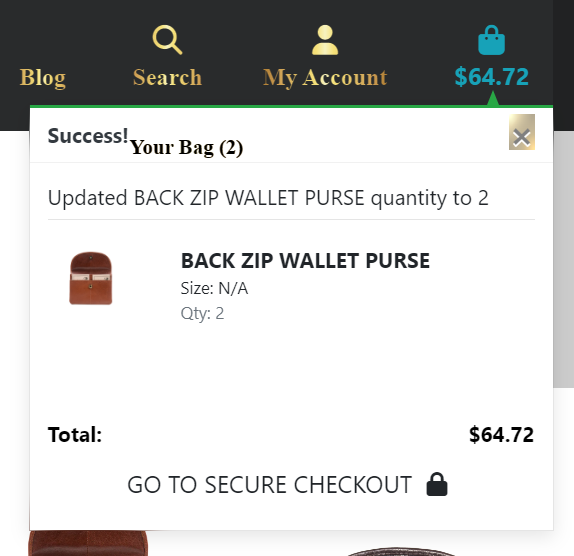 Blog
Search
My Account
$64.72
Success!
Your Bag (2)
Updated BACK ZIP WALLET PURSE quantity to 2
BACK ZIP WALLET PURSE
Size: N/A
Qty: 2
Total:
$64.72
GO TO SECURE CHECKOUT